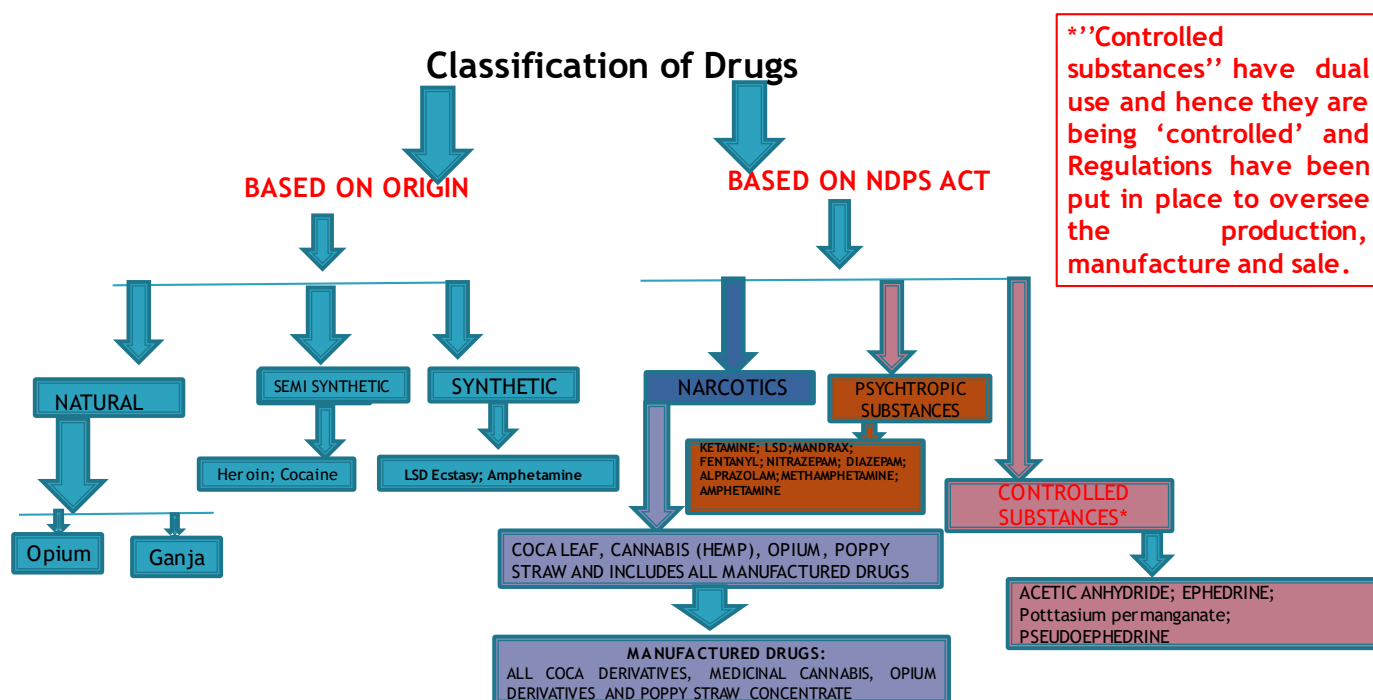 Classification of Drugs
*’’Controlled
substances’’ have dual
use and hence they are
being ‘controlled’ and
Regulations have been
put in place to oversee
the production,
manufacture and sale.
BASED ON ORIGIN
BASED ON NDPS ACT
NATURAL
SEMI SYNTHETIC
SYNTHETIC
NARCOTICS
PSYCHTROPIC
SUBSTANCES
Heroin; Cocaine
LSD Ecstasy; Amphetamine
KETAMINE; LSD;MANDRAX;
FENTANYL; NITRAZEPAM; DIAZEPAM;
ALPRAZOLAM;METHAMPHETAMINE;
AMPHETAMINE
CONTROLLED
SUBSTANCES*
Opium
Ganja
COCA LEAF, CANNABIS (HEMP), OPIUM, POPPY
STRAW AND INCLUDES ALL MANUFACTURED DRUGS
ACETIC ANHYDRIDE; EPHEDRINE;
Potttasium permanganate;
PSEUDOEPHEDRINE
MANUFACTURED DRUGS:
ALL COCA DERIVATIVES, MEDICINAL CANNABIS, OPIUM
DERIVATIVES AND POPPY STRAW CONCENTRATE